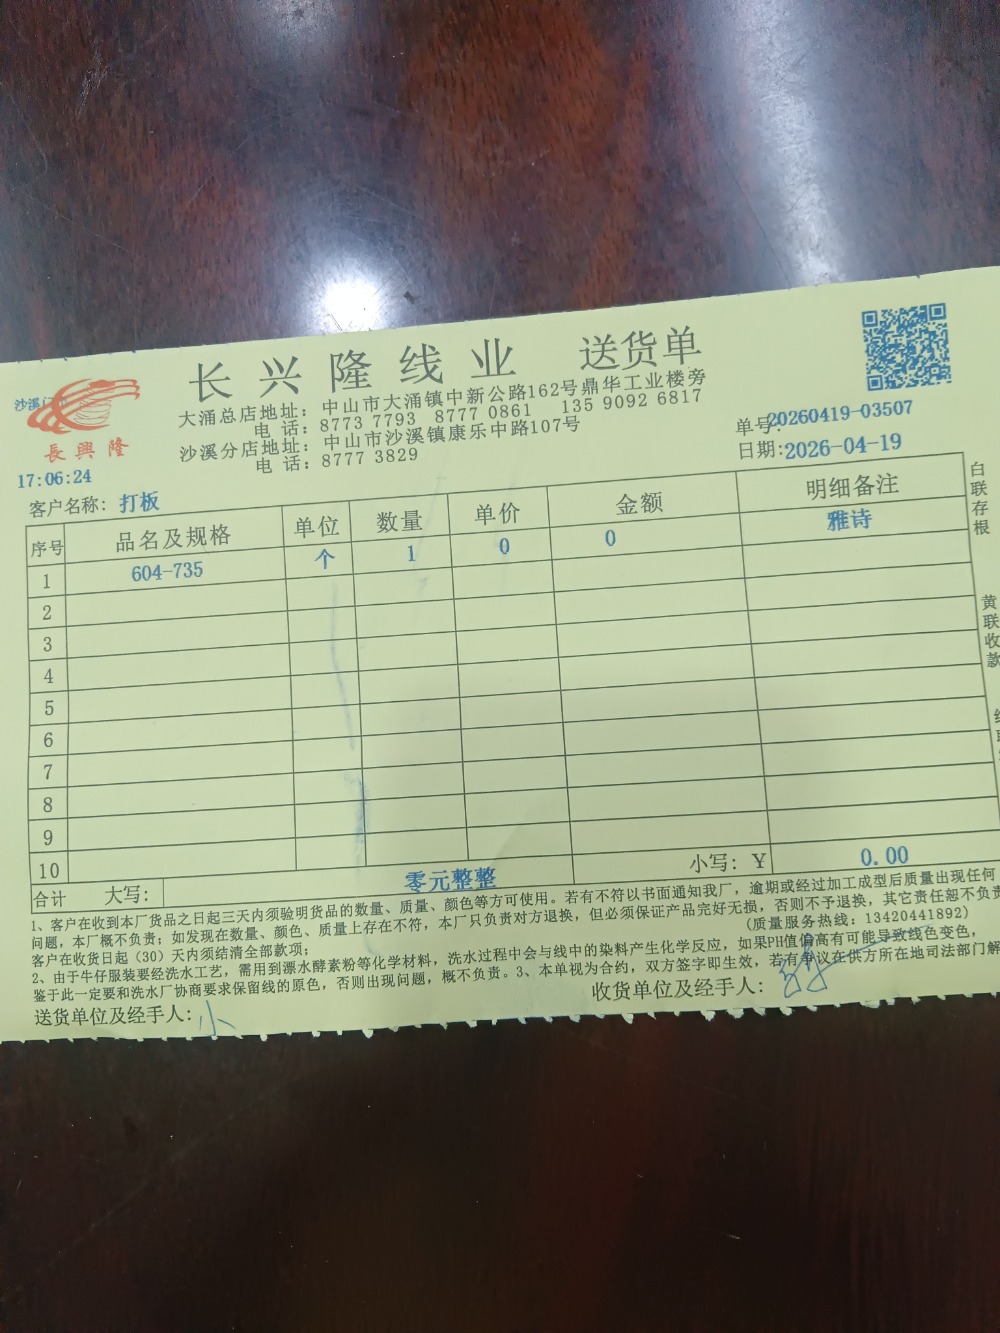 长兴隆线业 送货单
大涌总店地址：中山市大涌镇中新公路162号鼎华工业楼旁
电 话：8773 7793 8777 0861 135 9092 6817
沙溪分店地址：中山市沙溪镇康乐中路107号
电 话：8777 3829
沙溪门
長興隆
17:06:24
单号：20260419-03507
日期：2026-04-19
客户名称：打板
序号 品名及规格 单位 数量 单价 金额 明细备注
1 604-735 个 1 0 0 雅诗
2
3
4
5
6
7
8
9
10
合计 大写：零元整整 小写：Y 0.00
1、客户在收到本厂货品之日起三天内须验明货品的数量、质量、颜色等方可使用。若有不符以书面通知我厂，逾期或经过加工成型后质量出现任何
问题，本厂概不负责；如发现在数量、颜色、质量上存在不符，本厂只负责对方退换，但必须保证产品完好无损，否则不予退换，其它责任恕不负责
客户在收货日起（30）天内须结清全部款项；
(质量服务热线：13420441892)
2、由于牛仔服装要经洗水工艺，需用到漂水酵素粉等化学材料，洗水过程中会与线中的染料产生化学反应，如果PH值偏高有可能导致线色变色，
鉴于此一定要和洗水厂协商要求保留线的原色，否则出现问题，概不负责。3、本单视为合约，双方签字即生效，若有争议在供方所在地司法部门解
送货单位及经手人：小
收货单位及经手人：
白联存根
黄联收款